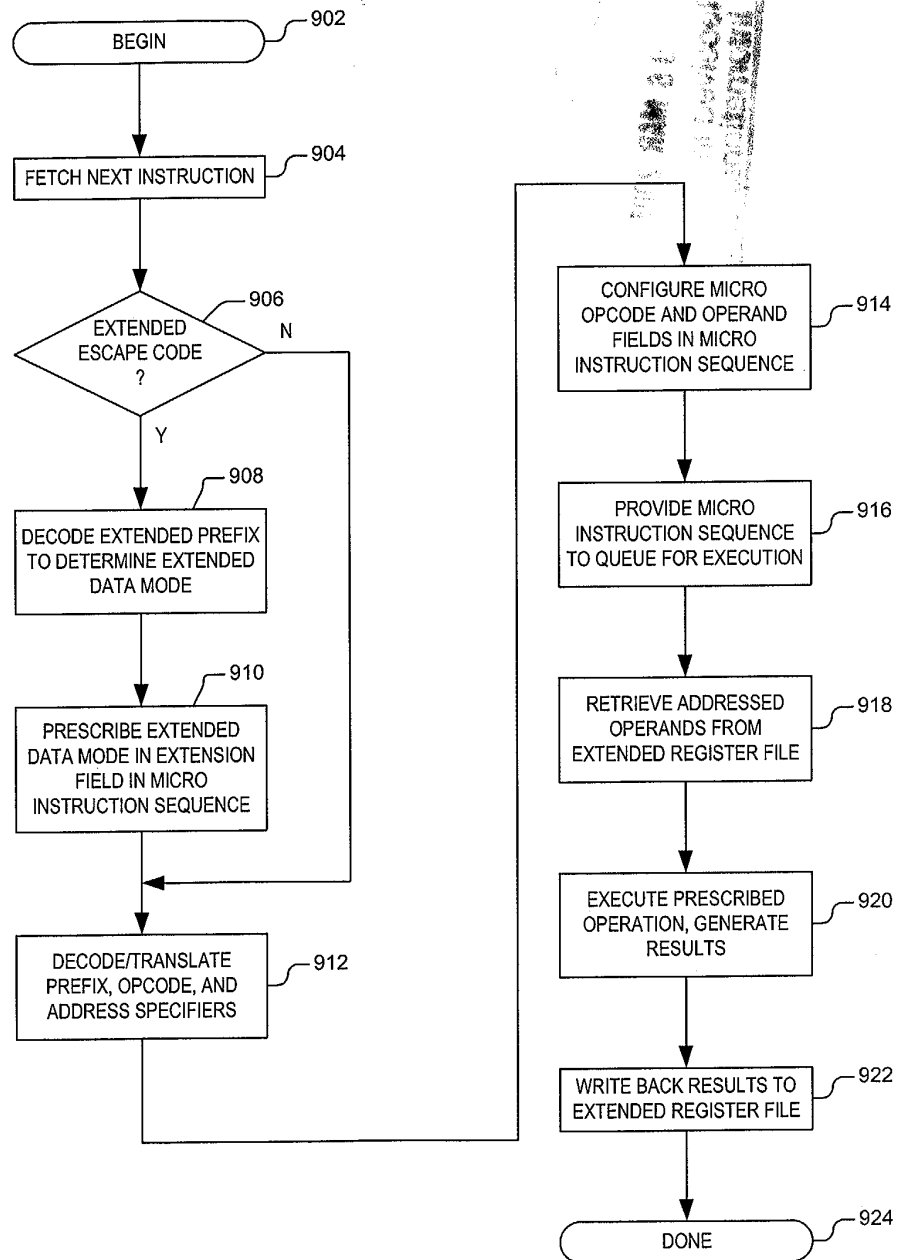 BEGIN
902
FETCH NEXT INSTRUCTION
904
EXTENDED
ESCAPE CODE
?
906
N
Y
908
DECODE EXTENDED PREFIX
TO DETERMINE EXTENDED
DATA MODE
910
PRESCRIBE EXTENDED
DATA MODE IN EXTENSION
FIELD IN MICRO
INSTRUCTION SEQUENCE
DECODE/TRANSLATE
PREFIX, OPCODE, AND
ADDRESS SPECIFIERS
912
CONFIGURE MICRO
OPCODE AND OPERAND
FIELDS IN MICRO
INSTRUCTION SEQUENCE
914
PROVIDE MICRO
INSTRUCTION SEQUENCE
TO QUEUE FOR EXECUTION
916
RETRIEVE ADDRESSED
OPERANDS FROM
EXTENDED REGISTER FILE
918
EXECUTE PRESCRIBED
OPERATION, GENERATE
RESULTS
920
WRITE BACK RESULTS TO
EXTENDED REGISTER FILE
922
DONE
924